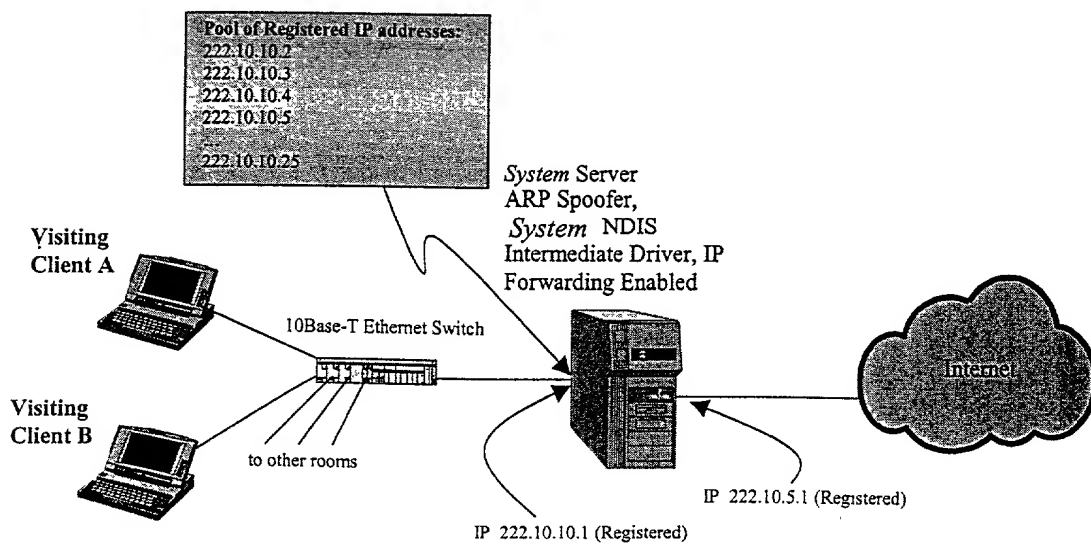 Pool of Registered IP addresses:
222.10.10.2
222.10.10.3
222.10.10.4
222.10.10.5
...
222.10.10.25
System Server
ARP Spoofer,
System NDIS
Intermediate Driver, IP
Forwarding Enabled
Visiting
Client A
10Base-T Ethernet Switch
Internet
Visiting
Client B
to other rooms
IP 222.10.5.1 (Registered)
IP 222.10.10.1 (Registered)